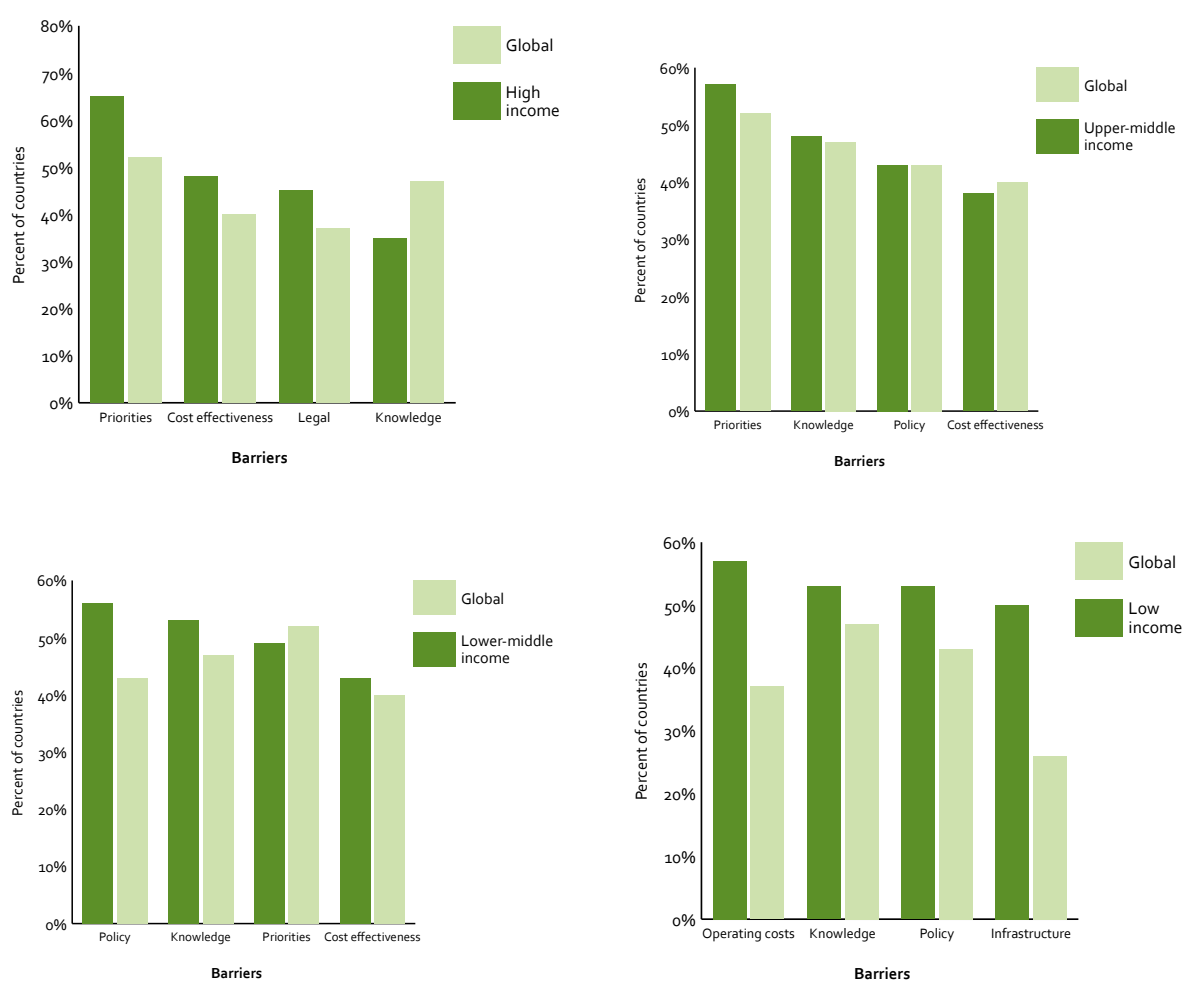 80%
70%
60%
50%
40%
30%
20%
10%
0%
Percent of countries
Priorities
Cost effectiveness
Legal
Knowledge
Barriers
Global
High
income
60%
50%
40%
30%
20%
10%
0%
Percent of countries
Priorities
Knowledge
Policy
Cost effectiveness
Barriers
Global
Upper-middle
income
60%
50%
40%
30%
20%
10%
0%
Percent of countries
Policy
Knowledge
Priorities
Cost effectiveness
Barriers
Global
Lower-middle
income
60%
50%
40%
30%
20%
10%
0%
Percent of countries
Operating costs
Knowledge
Policy
Infrastructure
Barriers
Global
Low
income